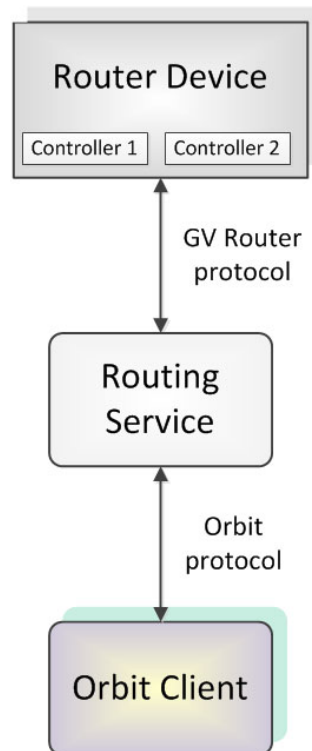 Router Device
Controller 1
Controller 2
GV Router
protocol
Routing
Service
Orbit
protocol
Orbit Client